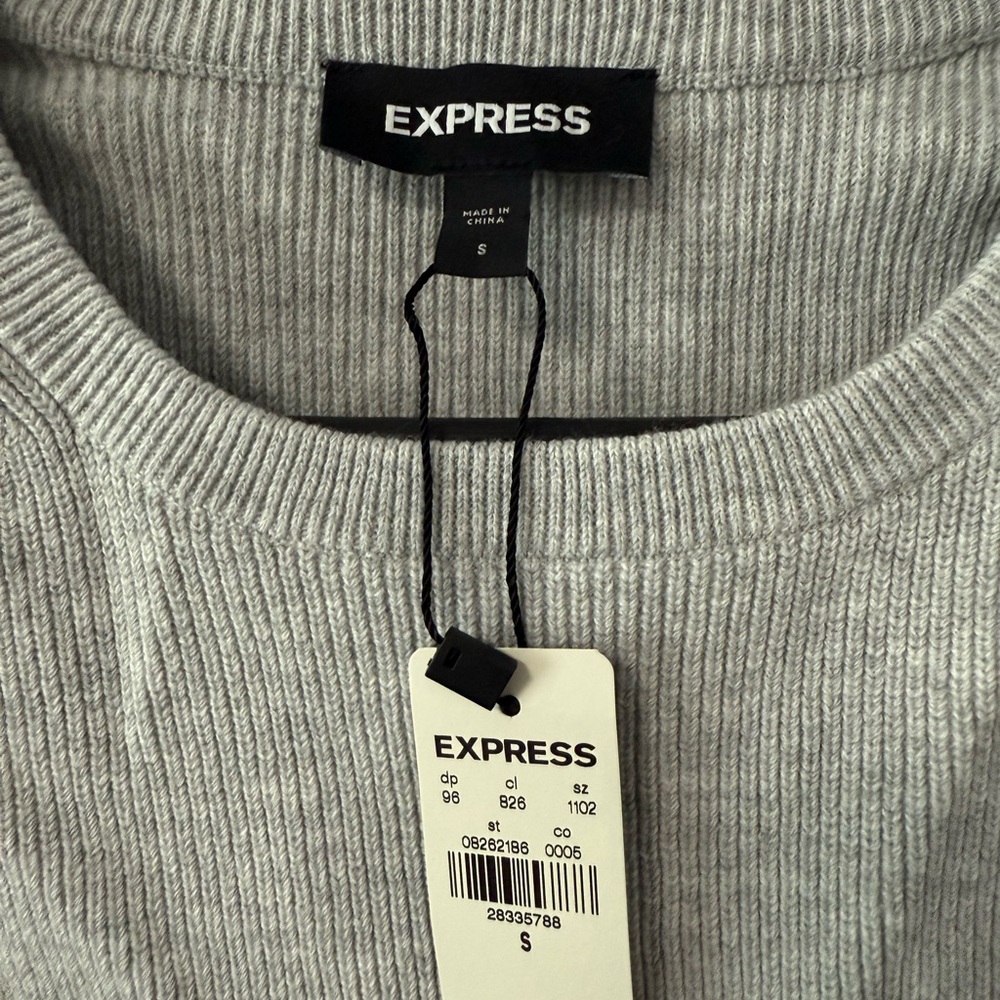 EXPRESS
MADE IN
CHINA
S
EXPRESS
dp cl sz
96 826 1102
st co
08262186 0005
28335788
S